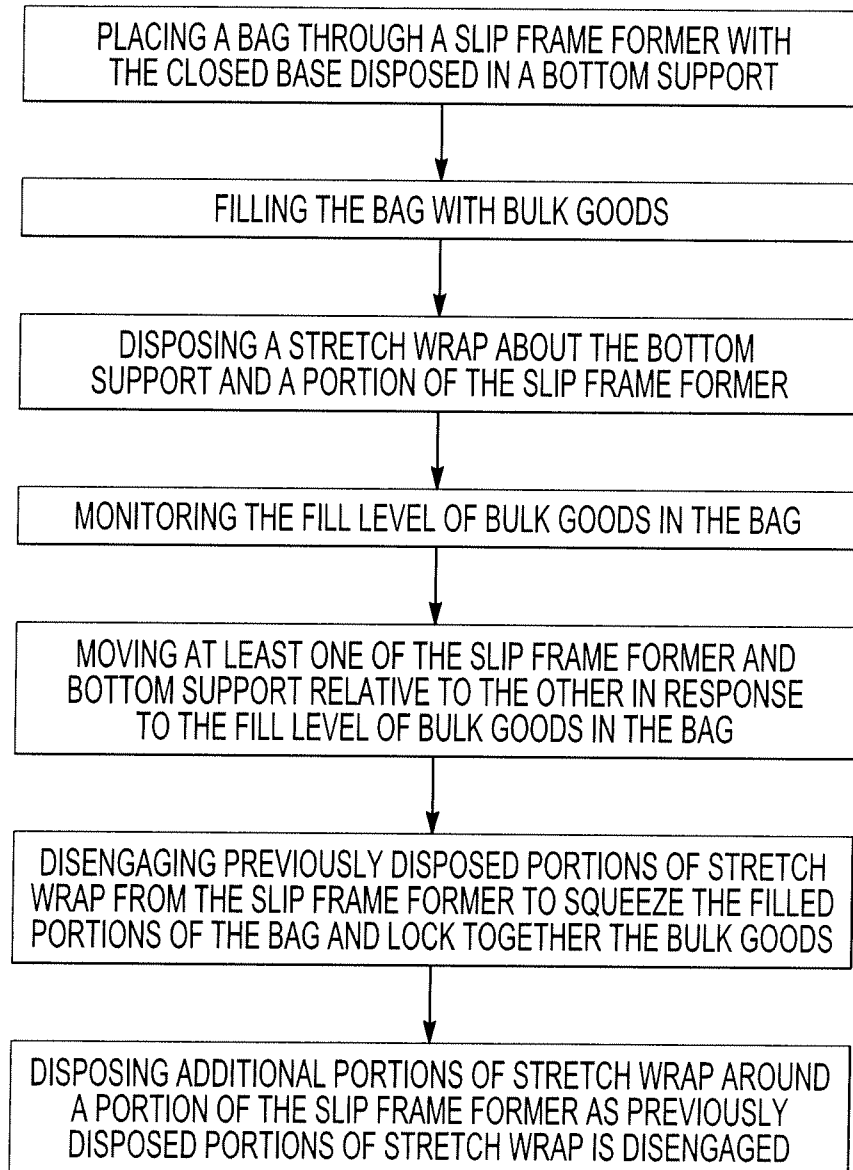 PLACING A BAG THROUGH A SLIP FRAME FORMER WITH
THE CLOSED BASE DISPOSED IN A BOTTOM SUPPORT
FILLING THE BAG WITH BULK GOODS
DISPOSING A STRETCH WRAP ABOUT THE BOTTOM
SUPPORT AND A PORTION OF THE SLIP FRAME FORMER
MONITORING THE FILL LEVEL OF BULK GOODS IN THE BAG
MOVING AT LEAST ONE OF THE SLIP FRAME FORMER AND
BOTTOM SUPPORT RELATIVE TO THE OTHER IN RESPONSE
TO THE FILL LEVEL OF BULK GOODS IN THE BAG
DISENGAGING PREVIOUSLY DISPOSED PORTIONS OF STRETCH
WRAP FROM THE SLIP FRAME FORMER TO SQUEEZE THE FILLED
PORTIONS OF THE BAG AND LOCK TOGETHER THE BULK GOODS
DISPOSING ADDITIONAL PORTIONS OF STRETCH WRAP AROUND
A PORTION OF THE SLIP FRAME FORMER AS PREVIOUSLY
DISPOSED PORTIONS OF STRETCH WRAP IS DISENGAGED